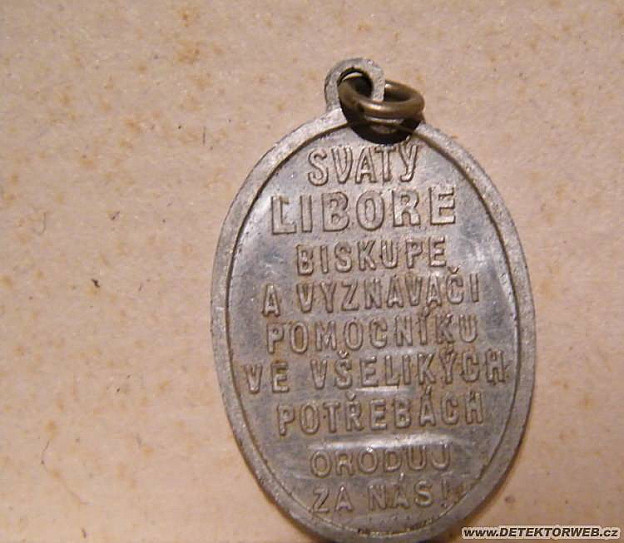 SVATÝ
LIBORE
BISKUPE
A VYZNAVAČI
POMOCNÍKU
VE VŠELIKÝCH
POTŘEBÁCH
ORODUJ
ZA NÁS!
www.DETEKTORWEB.cz